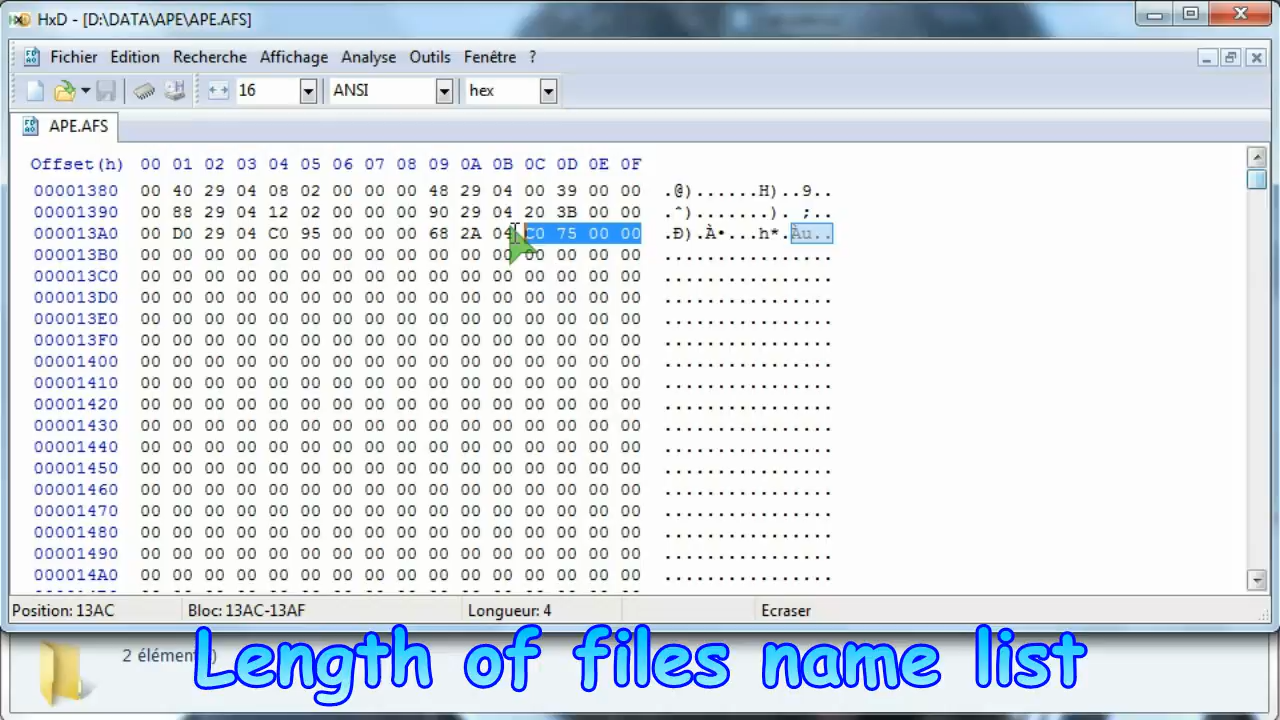 HxD - [D:\DATA\APE\APE.AFS]
Fichier Edition Recherche Affichage Analyse Outils Fenêtre ?
16 ANSI hex
APE.AFS
Offset(h) 00 01 02 03 04 05 06 07 08 09 0A 0B 0C 0D 0E 0F
00001380 00 40 29 04 08 02 00 00 00 48 29 04 00 39 00 00 .@)......H)..9..
00001390 00 88 29 04 12 02 00 00 00 90 29 04 20 3B 00 00 .ˆ).......). ;..
000013A0 00 D0 29 04 C0 95 00 00 00 68 2A 04 C0 75 00 00 .Ð).À•...h*.Àu..
000013B0 00 00 00 00 00 00 00 00 00 00 00 00 00 00 00 00 ................
000013C0 00 00 00 00 00 00 00 00 00 00 00 00 00 00 00 00 ................
000013D0 00 00 00 00 00 00 00 00 00 00 00 00 00 00 00 00 ................
000013E0 00 00 00 00 00 00 00 00 00 00 00 00 00 00 00 00 ................
000013F0 00 00 00 00 00 00 00 00 00 00 00 00 00 00 00 00 ................
00001400 00 00 00 00 00 00 00 00 00 00 00 00 00 00 00 00 ................
00001410 00 00 00 00 00 00 00 00 00 00 00 00 00 00 00 00 ................
00001420 00 00 00 00 00 00 00 00 00 00 00 00 00 00 00 00 ................
00001430 00 00 00 00 00 00 00 00 00 00 00 00 00 00 00 00 ................
00001440 00 00 00 00 00 00 00 00 00 00 00 00 00 00 00 00 ................
00001450 00 00 00 00 00 00 00 00 00 00 00 00 00 00 00 00 ................
00001460 00 00 00 00 00 00 00 00 00 00 00 00 00 00 00 00 ................
00001470 00 00 00 00 00 00 00 00 00 00 00 00 00 00 00 00 ................
00001480 00 00 00 00 00 00 00 00 00 00 00 00 00 00 00 00 ................
00001490 00 00 00 00 00 00 00 00 00 00 00 00 00 00 00 00 ................
000014A0 00 00 00 00 00 00 00 00 00 00 00 00 00 00 00 00 ................
Position: 13AC Bloc: 13AC-13AF Longueur: 4 Ecraser
2
Length of files name list